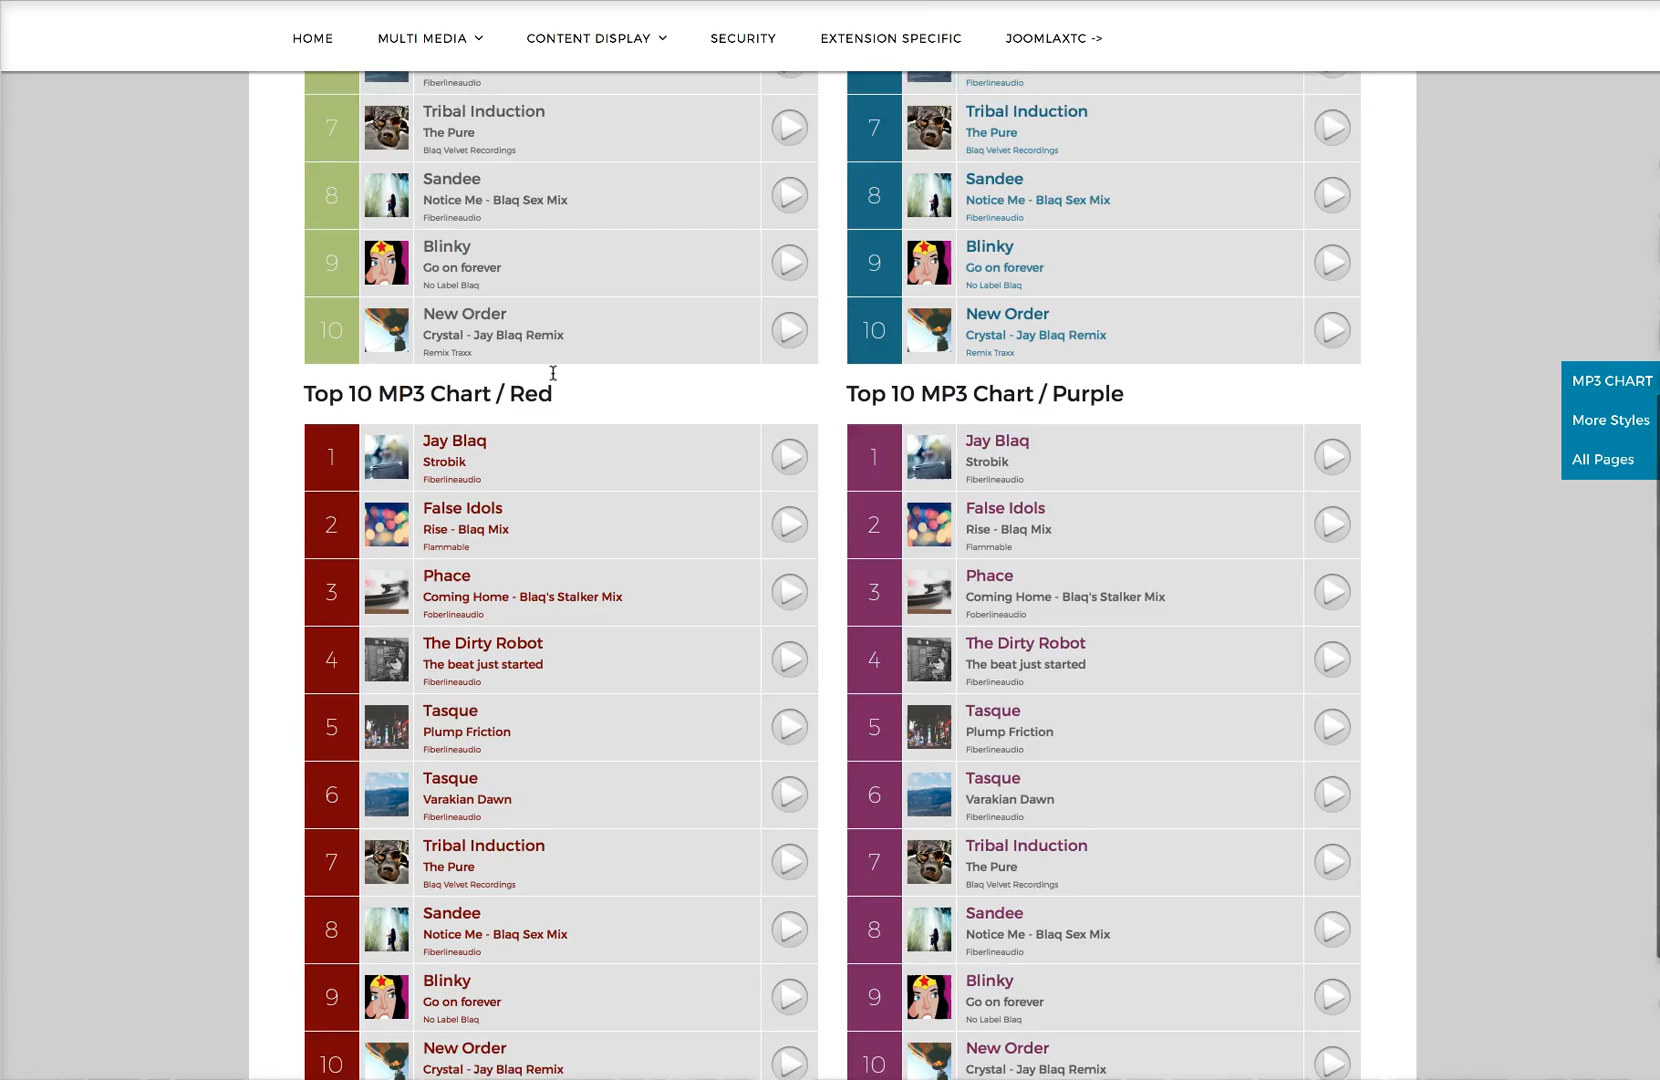 HOME
MULTI MEDIA
CONTENT DISPLAY
SECURITY
EXTENSION SPECIFIC
JOOMLAXTC ->
Fiberlineaudio
7
Tribal Induction
The Pure
Blaq Velvet Recordings
8
Sandee
Notice Me - Blaq Sex Mix
Fiberlineaudio
9
Blinky
Go on forever
No Label Blaq
10
New Order
Crystal - Jay Blaq Remix
Remix Traxx
Fiberlineaudio
7
Tribal Induction
The Pure
Blaq Velvet Recordings
8
Sandee
Notice Me - Blaq Sex Mix
Fiberlineaudio
9
Blinky
Go on forever
No Label Blaq
10
New Order
Crystal - Jay Blaq Remix
Remix Traxx
Top 10 MP3 Chart / Red
1
Jay Blaq
Strobik
Fiberlineaudio
2
False Idols
Rise - Blaq Mix
Flammable
3
Phace
Coming Home - Blaq's Stalker Mix
Foberlineaudio
4
The Dirty Robot
The beat just started
Fiberlineaudio
5
Tasque
Plump Friction
Fiberlineaudio
6
Tasque
Varakian Dawn
Fiberlineaudio
7
Tribal Induction
The Pure
Blaq Velvet Recordings
8
Sandee
Notice Me - Blaq Sex Mix
Fiberlineaudio
9
Blinky
Go on forever
No Label Blaq
10
New Order
Crystal - Jay Blaq Remix
Top 10 MP3 Chart / Purple
1
Jay Blaq
Strobik
Fiberlineaudio
2
False Idols
Rise - Blaq Mix
Flammable
3
Phace
Coming Home - Blaq's Stalker Mix
Foberlineaudio
4
The Dirty Robot
The beat just started
Fiberlineaudio
5
Tasque
Plump Friction
Fiberlineaudio
6
Tasque
Varakian Dawn
Fiberlineaudio
7
Tribal Induction
The Pure
Blaq Velvet Recordings
8
Sandee
Notice Me - Blaq Sex Mix
Fiberlineaudio
9
Blinky
Go on forever
No Label Blaq
10
New Order
Crystal - Jay Blaq Remix
MP3 CHART
More Styles
All Pages